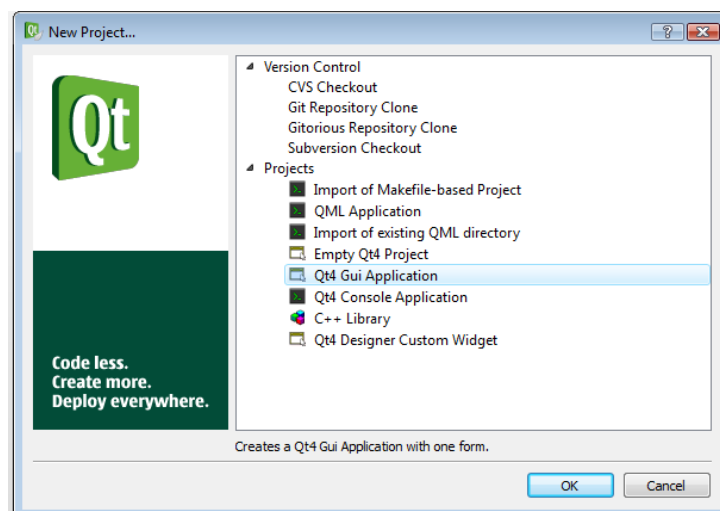 New Project...
Qt
Version Control
CVS Checkout
Git Repository Clone
Gitorious Repository Clone
Subversion Checkout
Projects
Import of Makefile-based Project
QML Application
Import of existing QML directory
Empty Qt4 Project
Qt4 Gui Application
Qt4 Console Application
C++ Library
Qt4 Designer Custom Widget
Code less.
Create more.
Deploy everywhere.
Creates a Qt4 Gui Application with one form.
OK
Cancel